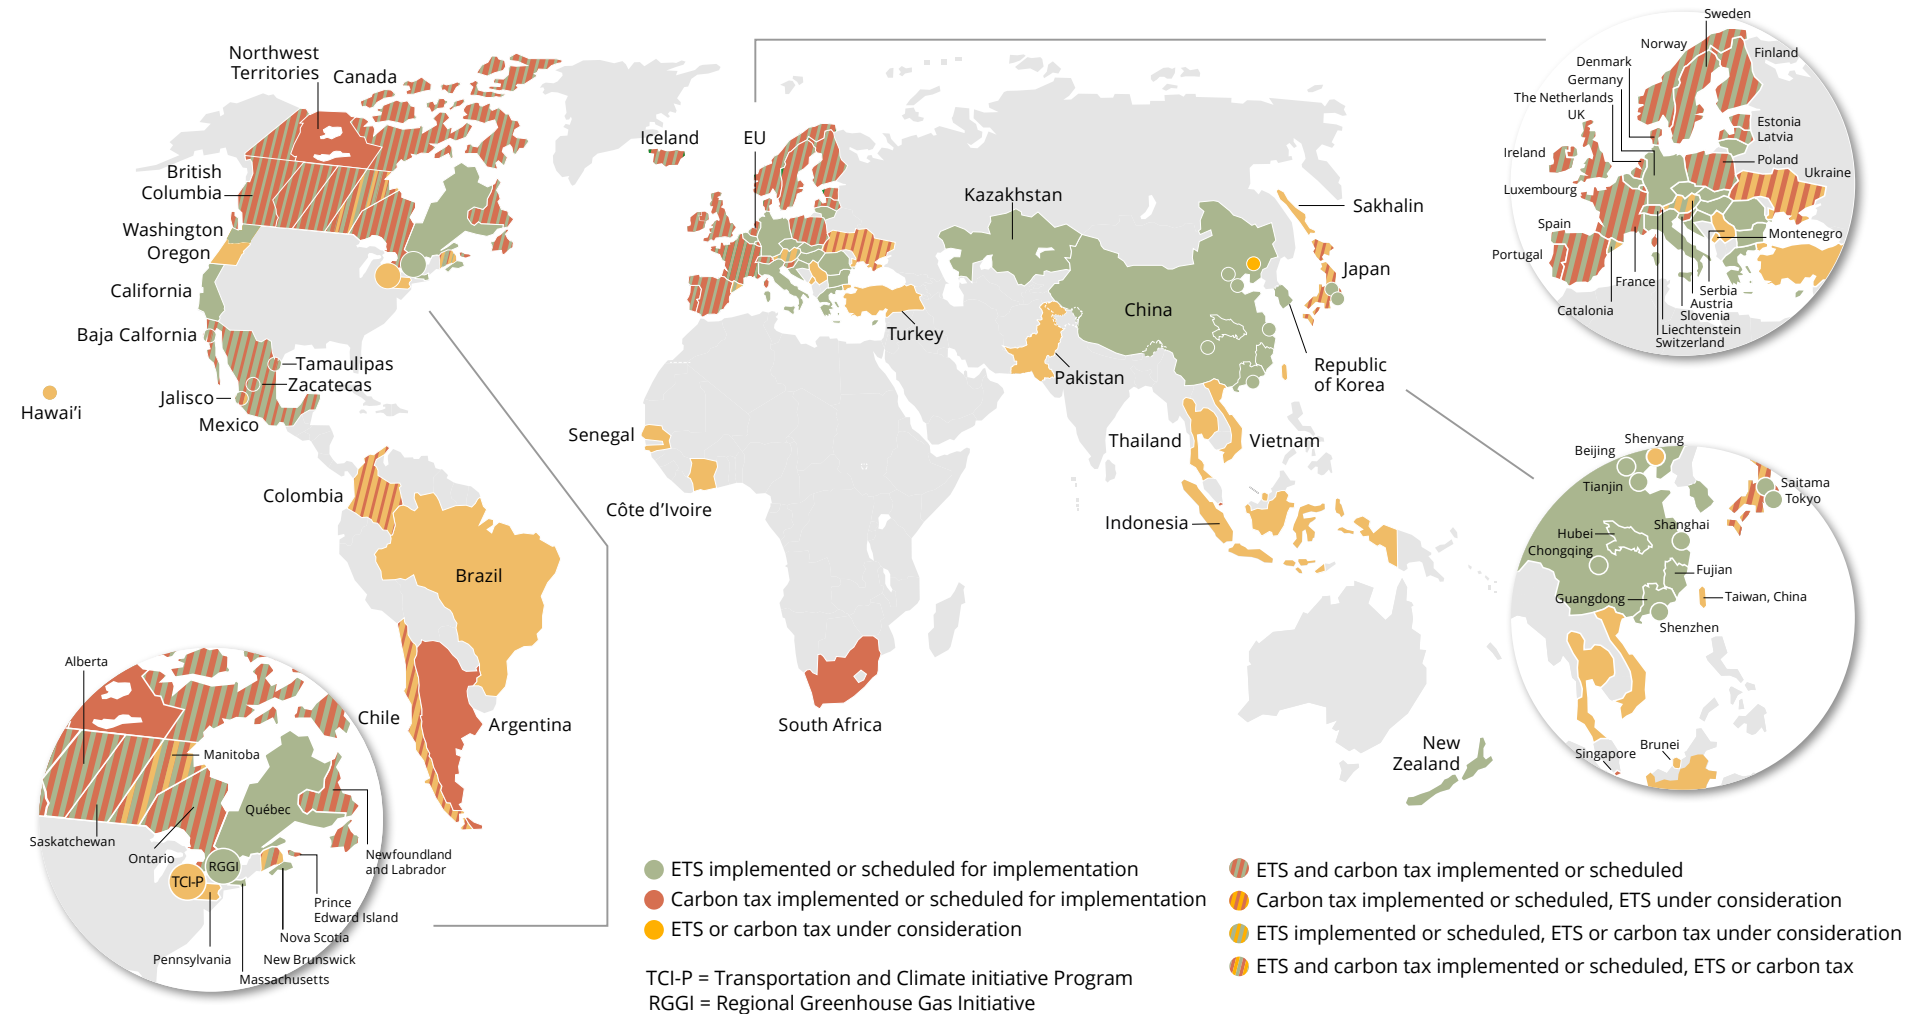 Northwest
Territories
Canada
British
Columbia
Washington
Oregon
California
Baja Calfornia
Tamaulipas
Zacatecas
Jalisco
Mexico
Hawai’i
Iceland
EU
Kazakhstan
Sakhalin
Japan
China
Turkey
Pakistan
Republic
of Korea
Senegal
Côte d’Ivoire
Thailand
Vietnam
Indonesia
Colombia
Brazil
Chile
Argentina
South Africa
New
Zealand
Sweden
Norway
Finland
Denmark
Germany
The Netherlands
UK
Estonia
Latvia
Ireland
Poland
Ukraine
Luxembourg
Spain
Montenegro
Portugal
France
Serbia
Austria
Catalonia
Slovenia
Liechtenstein
Switzerland
Shenyang
Beijing
Tianjin
Saitama
Tokyo
Shanghai
Hubei
Chongqing
Fujian
Guangdong
Taiwan, China
Shenzhen
Brunei
Singapore
Alberta
Manitoba
Québec
Saskatchewan
Ontario
RGGI
TCI-P
Newfoundland
and Labrador
Prince
Edward Island
Nova Scotia
Pennsylvania
New Brunswick
Massachusetts
ETS implemented or scheduled for implementation
Carbon tax implemented or scheduled for implementation
ETS or carbon tax under consideration
ETS and carbon tax implemented or scheduled
Carbon tax implemented or scheduled, ETS under consideration
ETS implemented or scheduled, ETS or carbon tax under consideration
ETS and carbon tax implemented or scheduled, ETS or carbon tax
TCI-P = Transportation and Climate initiative Program
RGGI = Regional Greenhouse Gas Initiative